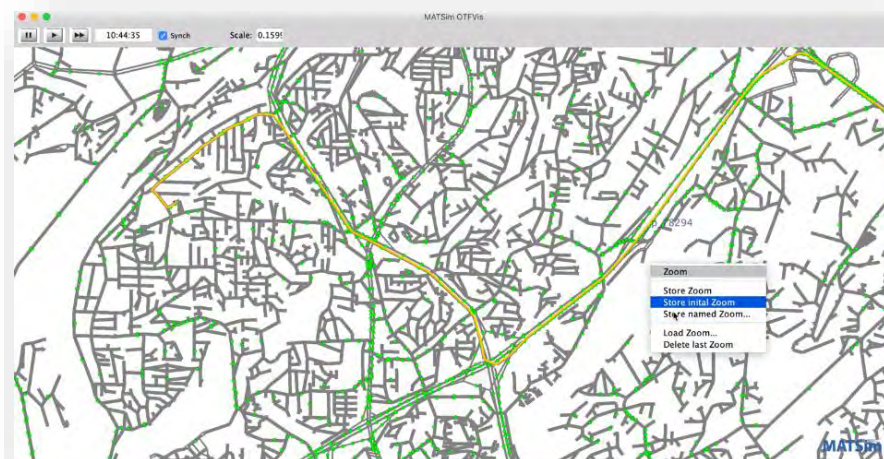 MATSim OTFVis
10:44:35 Synch Scale: 0.1599
Zoom
Store Zoom
Store inital Zoom
Store named Zoom...
Load Zoom...
Delete last Zoom
MATSim